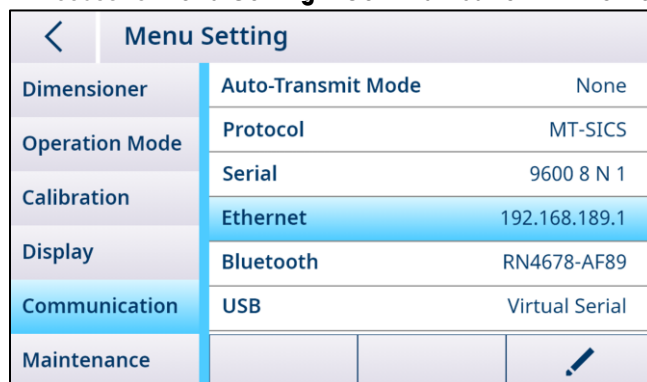 Menu Setting
Dimensioner
Operation Mode
Calibration
Display
Communication
Maintenance
Auto-Transmit Mode None
Protocol MT-SICS
Serial 9600 8 N 1
Ethernet 192.168.189.1
Bluetooth RN4678-AF89
USB Virtual Serial